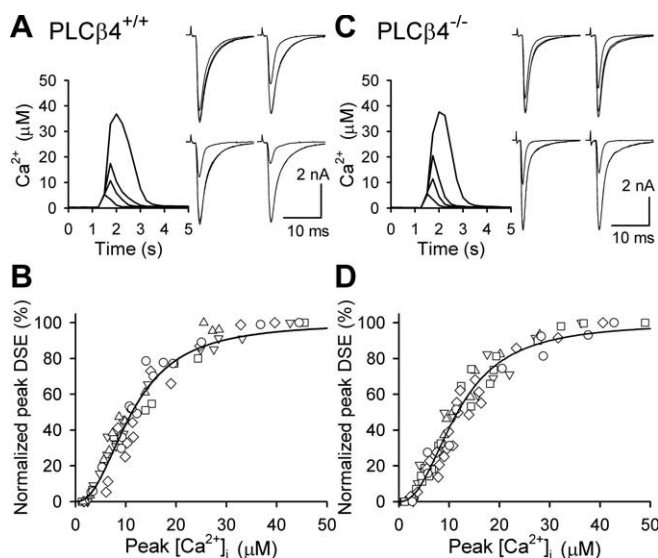 A PLCβ4+/+
50
40
30
20
10
0
Ca2+ (μM)
0 1 2 3 4 5
Time (s)
2 nA
10 ms
C PLCβ4-/-
50
40
30
20
10
0
Ca2+ (μM)
0 1 2 3 4 5
Time (s)
2 nA
10 ms
B
100
80
60
40
20
0
Normalized peak DSE (%)
0 10 20 30 40 50
Peak [Ca2+]i (μM)
D
100
80
60
40
20
0
Normalized peak DSE (%)
0 10 20 30 40 50
Peak [Ca2+]i (μM)